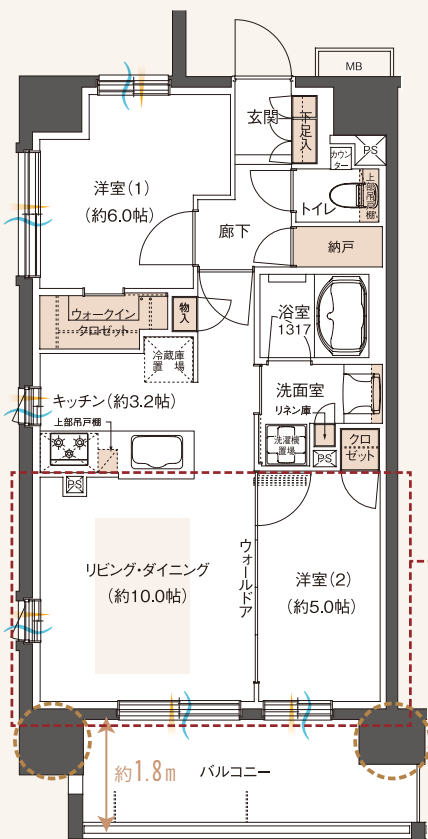 MB
玄関
下足入
カウンター
PS
上部吊戸棚
トイレ
洋室(1)
(約6.0帖)
廊下
納戸
ウォークイン
クロゼット
物入
浴室
1317
冷蔵庫
置場
キッチン(約3.2帖)
上部吊戸棚
洗面室
リネン庫
洗濯機
置場
PS
クロ
ゼット
PS
リビング・ダイニング
(約10.0帖)
ウォールドア
洋室(2)
(約5.0帖)
約1.8m
バルコニー